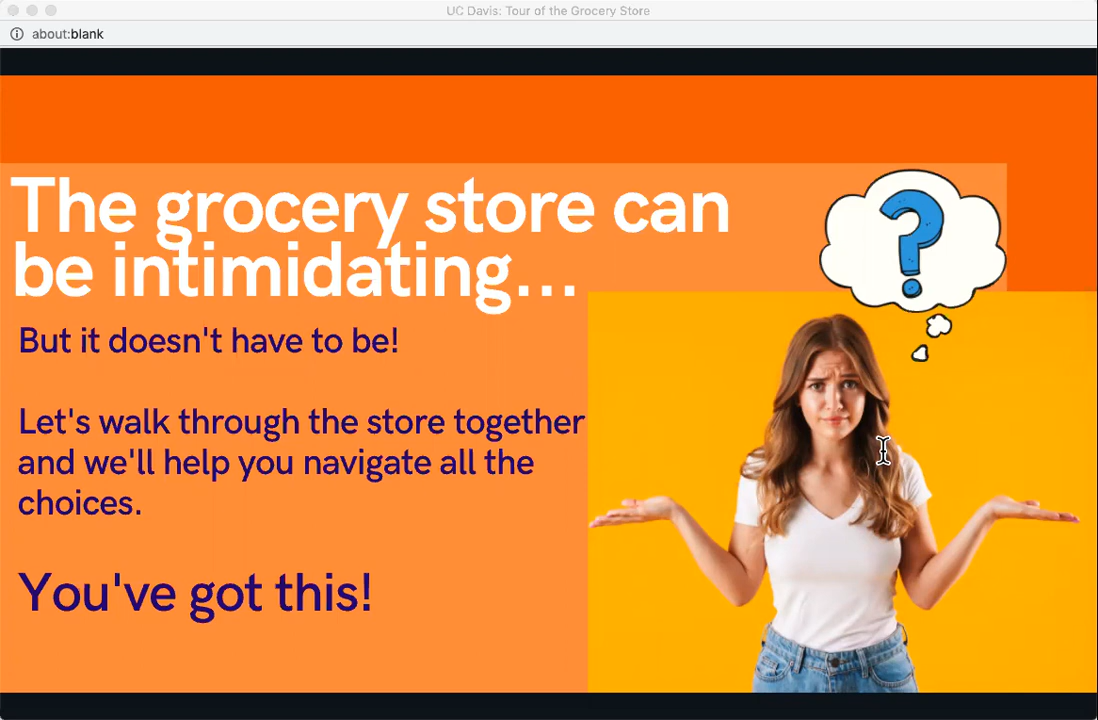 UC Davis: Tour of the Grocery Store
about:blank
The grocery store can
be intimidating...
?
But it doesn't have to be!
Let's walk through the store together
and we'll help you navigate all the
choices.
You've got this!